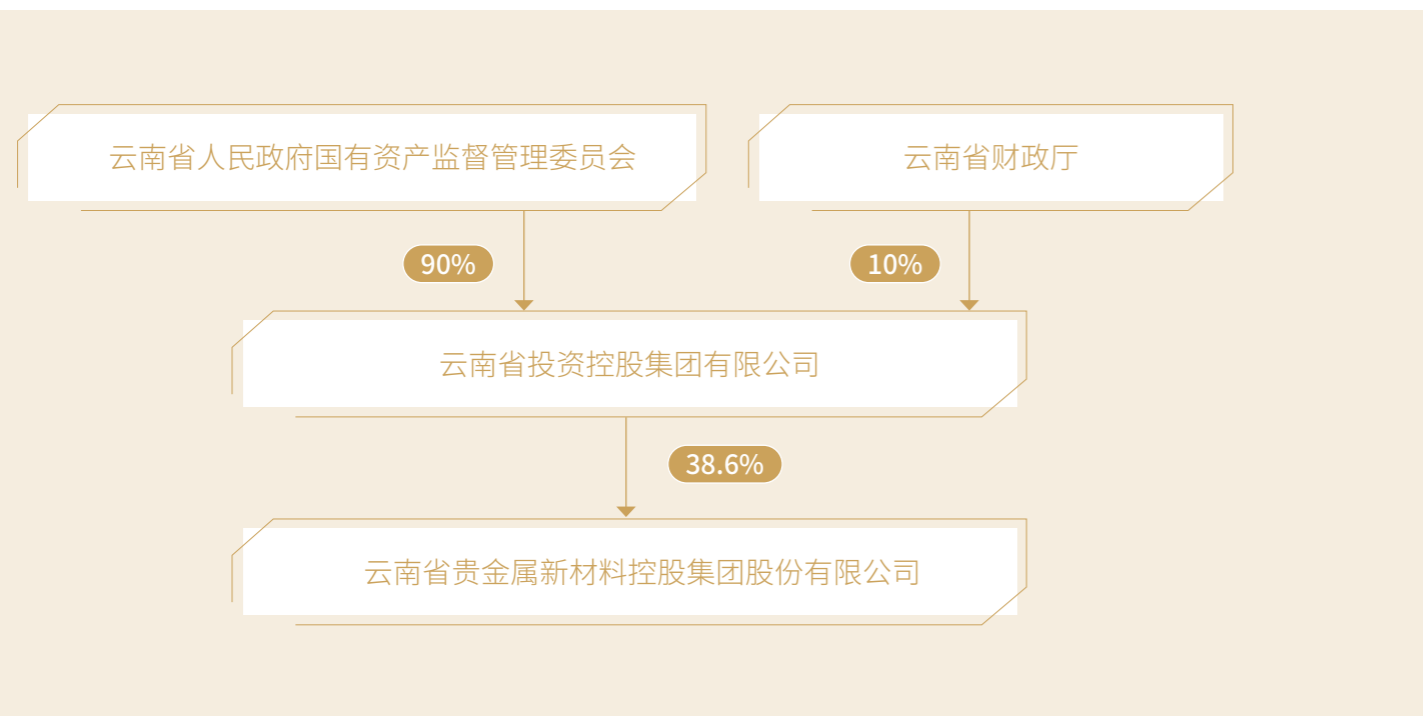 云南省人民政府国有资产监督管理委员会
云南省财政厅
90%
10%
云南省投资控股集团有限公司
38.6%
云南省贵金属新材料控股集团股份有限公司